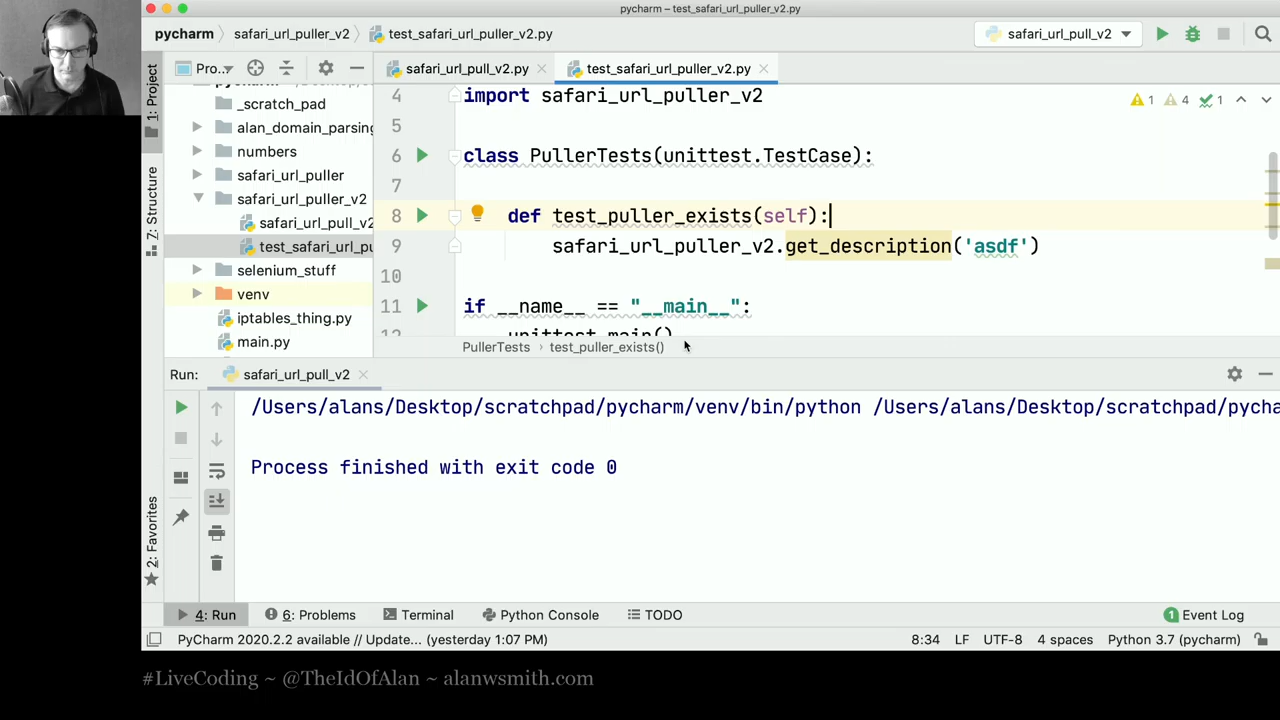 pycharm – test_safari_url_puller_v2.py
pycharm safari_url_puller_v2 test_safari_url_puller_v2.py safari_url_pull_v2
1: Project
Pro... safari_url_pull_v2.py test_safari_url_puller_v2.py
_scratch_pad
alan_domain_parsing
numbers
safari_url_puller
safari_url_puller_v2
safari_url_pull_v2
test_safari_url_pu
selenium_stuff
venv
iptables_thing.py
main.py
4 import safari_url_puller_v2
1 4 1
5
6 class PullerTests(unittest.TestCase):
7
8 def test_puller_exists(self):
9 safari_url_puller_v2.get_description('asdf')
10
11 if __name__ == "__main__":
12 unittest.main()
PullerTests › test_puller_exists()
Z: Structure
2: Favorites
Run: safari_url_pull_v2
/Users/alans/Desktop/scratchpad/pycharm/venv/bin/python /Users/alans/Desktop/scratchpad/pycha
Process finished with exit code 0
4: Run 6: Problems Terminal Python Console TODO 1 Event Log
PyCharm 2020.2.2 available // Update... (yesterday 1:07 PM) 8:34 LF UTF-8 4 spaces Python 3.7 (pycharm)
#LiveCoding ~ @TheIdOfAlan ~ alanwsmith.com